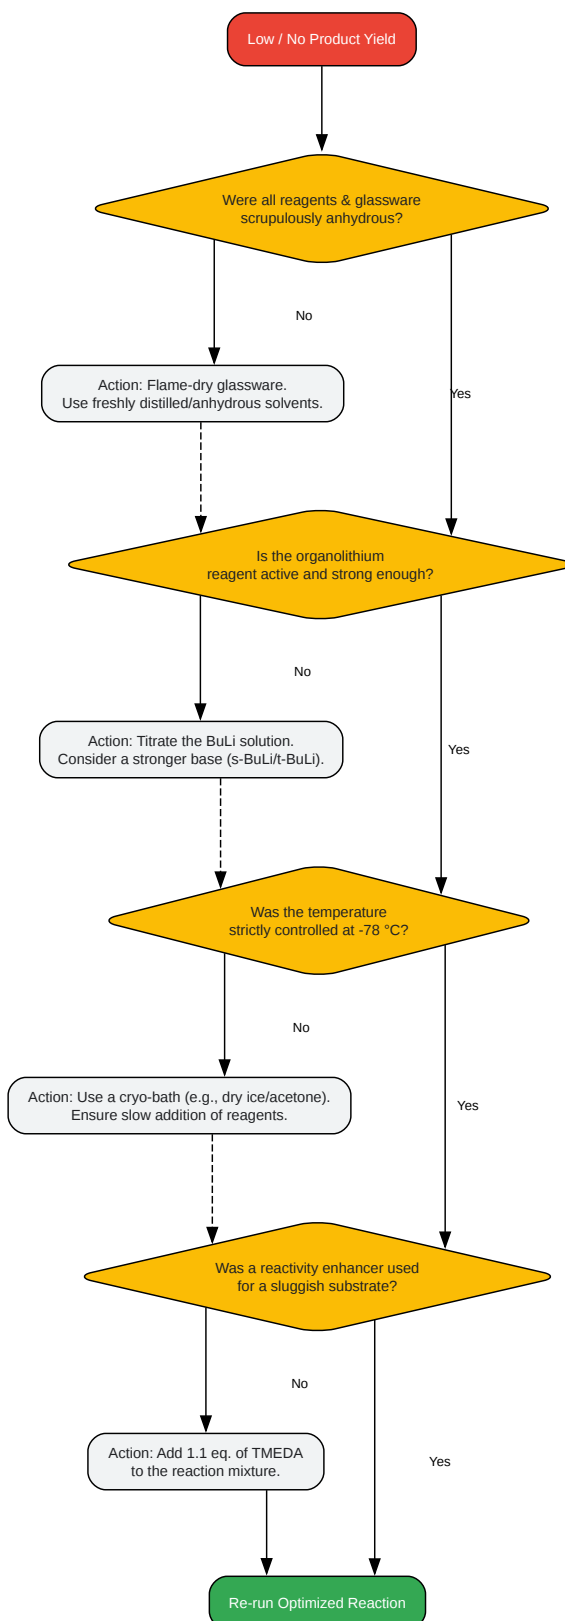 Low / No Product Yield
Were all reagents & glassware
scrupulously anhydrous?
No
Action: Flame-dry glassware.
Use freshly distilled/anhydrous solvents.
Yes
Is the organolithium
reagent active and strong enough?
No
Action: Titrate the BuLi solution.
Consider a stronger base (s-BuLi/t-BuLi).
Yes
Was the temperature
strictly controlled at -78 °C?
No
Action: Use a cryo-bath (e.g., dry ice/acetone).
Ensure slow addition of reagents.
Yes
Was a reactivity enhancer used
for a sluggish substrate?
No
Action: Add 1.1 eq. of TMEDA
to the reaction mixture.
Yes
Re-run Optimized Reaction